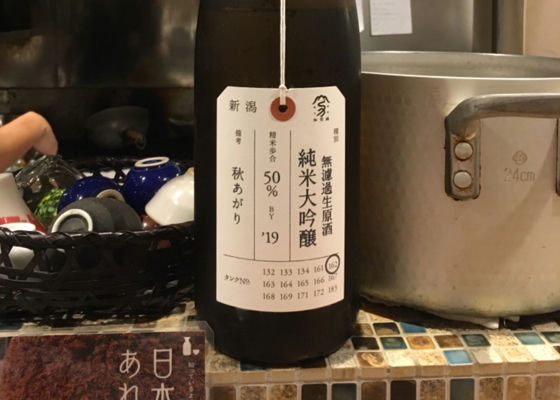 新潟
種別
無濾過生原酒
純米大吟醸
精米歩合
50
%
BY
'19
備考
秋あがり
タンクNo.
132 133 134 161 162
163 164 165 166 167
168 169 171 172 183
24cm
日本
あれ